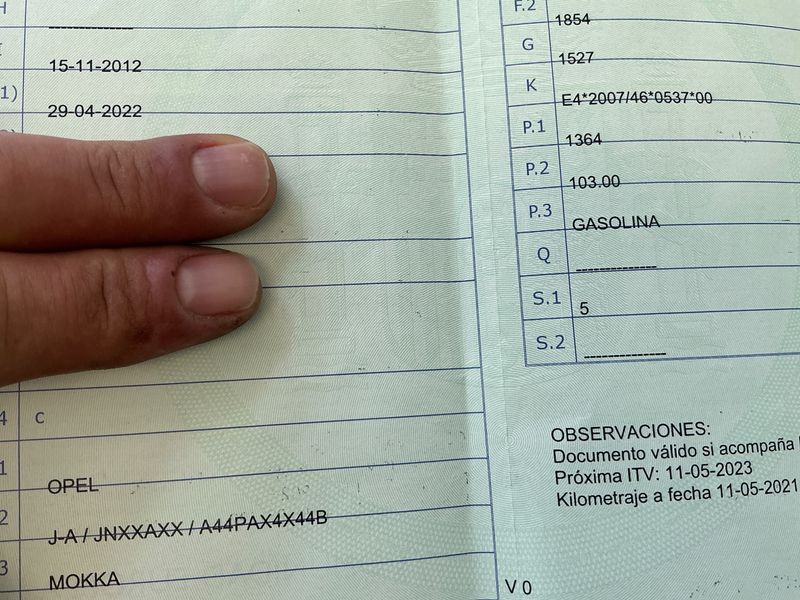 H
---------------
I
15-11-2012
1)
29-04-2022
4
C
1
OPEL
2
J-A / JNXXAXX / A44PAX4X44B
3
MOKKA
F.2
1854
G
1527
K
E4*2007/46*0537*00
P.1
1364
P.2
103.00
P.3
GASOLINA
Q
---------------
S.1
5
S.2
---------------
OBSERVACIONES:
Documento válido si acompaña
Próxima ITV: 11-05-2023
Kilometraje a fecha 11-05-2021
V 0